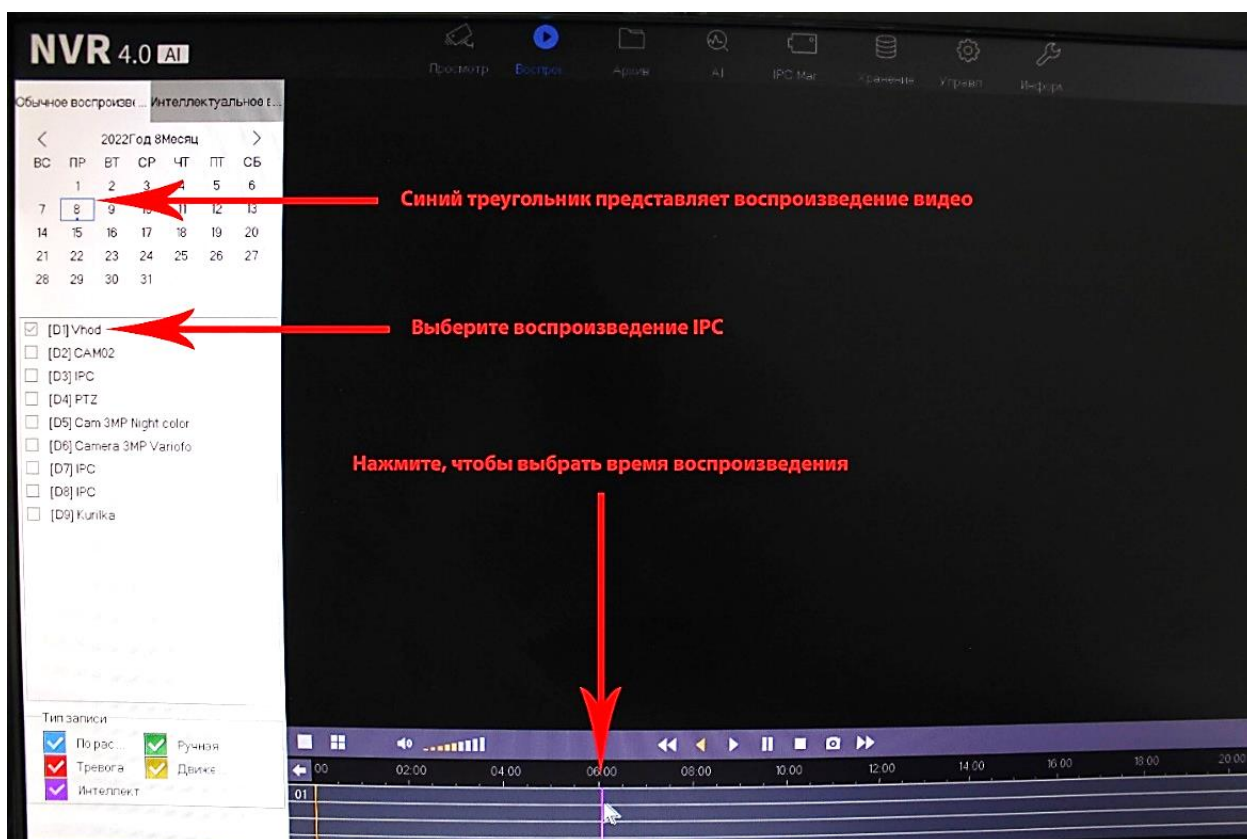 NVR 4.0 AI
Просмотр Воспрои. Архив AI IPC Маг. Хранение Управл Информ
Обычное воспроизве... Интеллектуальное в...
2022Год 8Месяц
ВС ПР ВТ СР ЧТ ПТ СБ
1 2 3 4 5 6
7 8 9 10 11 12 13
14 15 16 17 18 19 20
21 22 23 24 25 26 27
28 29 30 31
Синий треугольник представляет воспроизведение видео
[D1] Vhod
Выберите воспроизведение IPC
[D2] CAM02
[D3] IPC
[D4] PTZ
[D5] Cam 3MP Night color
[D6] Camera 3MP Variofo
[D7] IPC
[D8] IPC
[D9] Kurilka
Нажмите, чтобы выбрать время воспроизведения
Тип записи
По рас... Ручная
Тревога Движе...
Интеллект
00 02:00 04:00 06:00 08:00 10:00 12:00 14:00 16:00 18:00 20:00
01